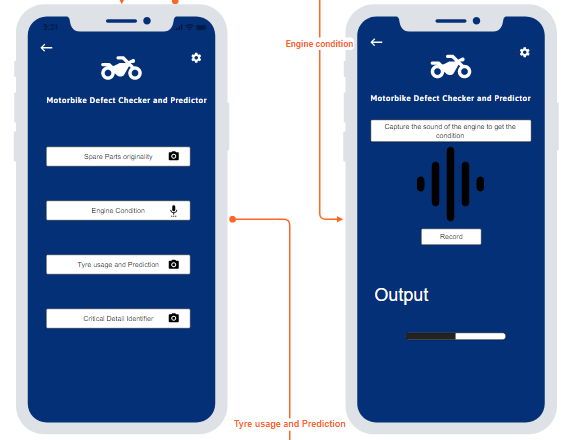 9:31
Motorbike Defect Checker and Predictor
Spare Parts originality
Engine Condition
Tyre usage and Prediction
Critical Detail Identifier
Engine condition
Tyre usage and Prediction
Motorbike Defect Checker and Predictor
Capture the sound of the engine to get the
condition
Record
Output